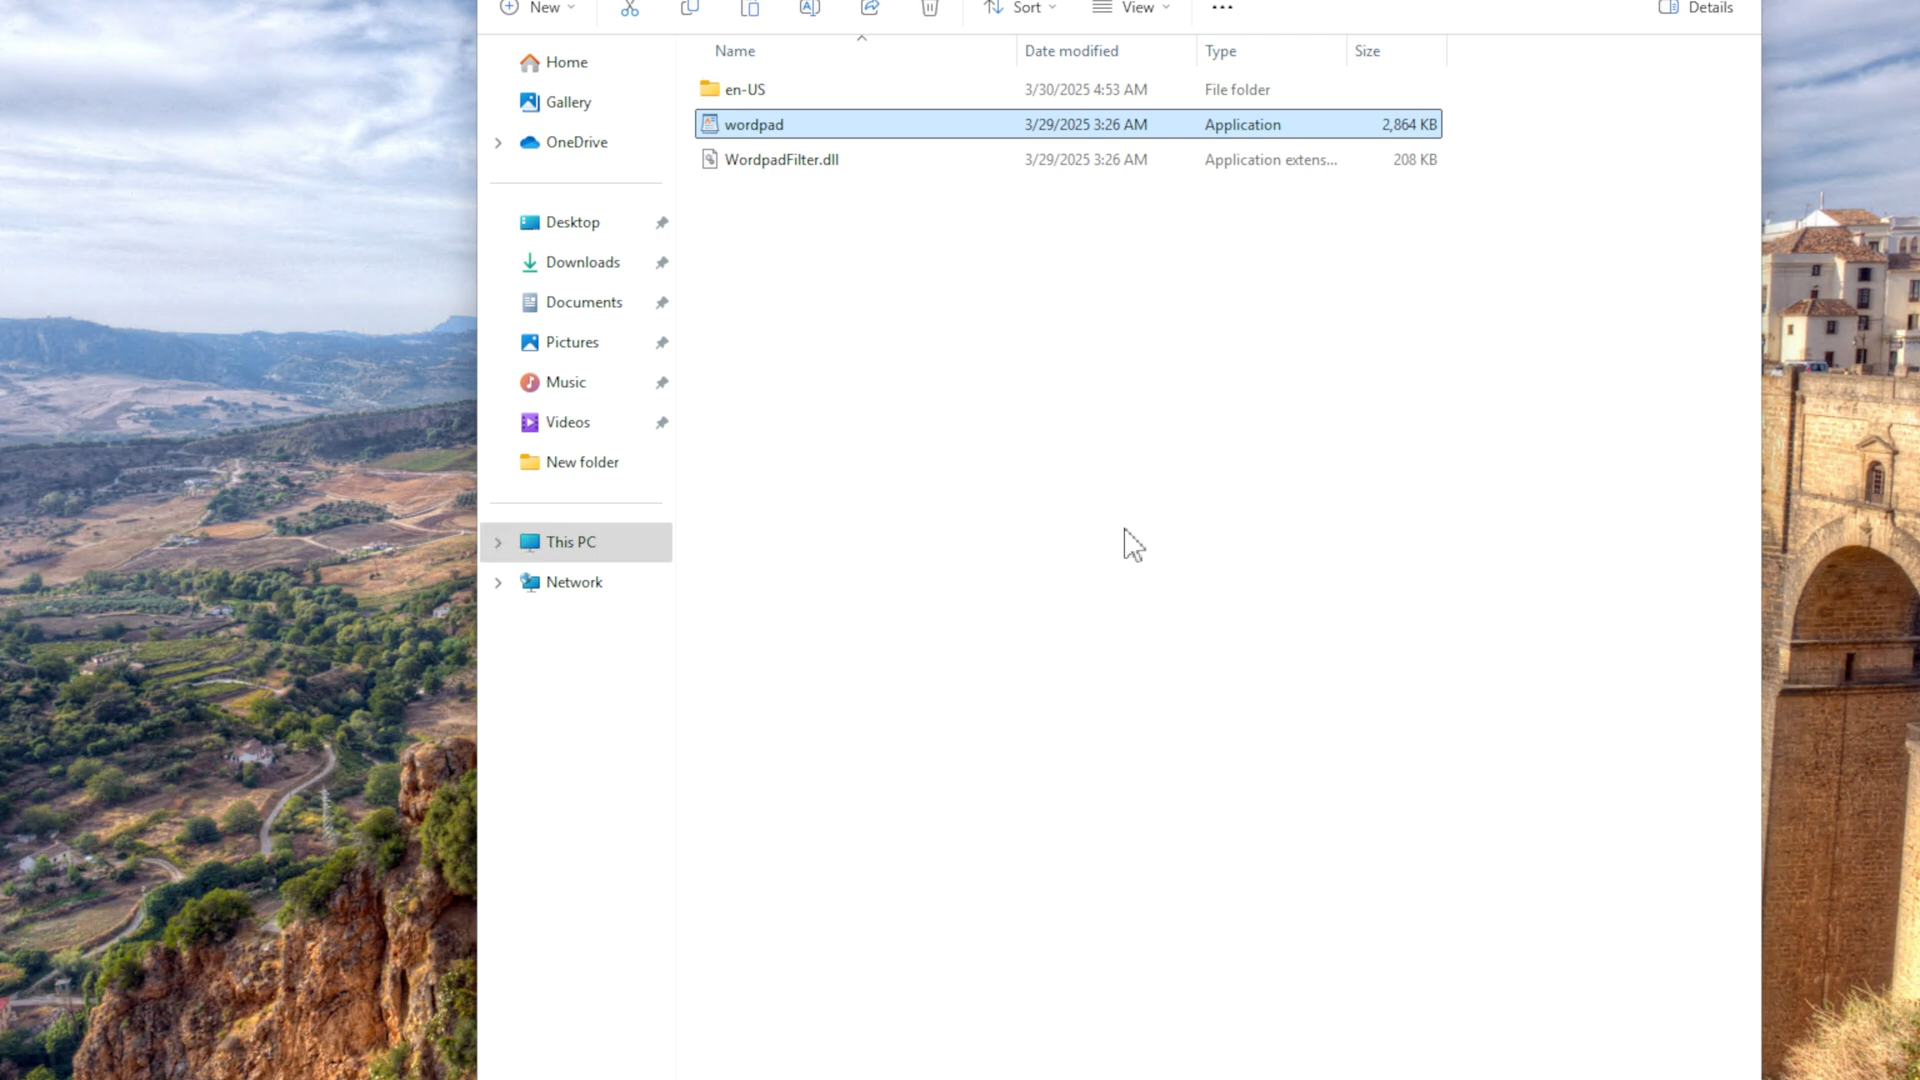 New Sort View ... Details
Name Date modified Type Size
Home
Gallery
OneDrive
Desktop
Downloads
Documents
Pictures
Music
Videos
New folder
This PC
Network
en-US 3/30/2025 4:53 AM File folder
wordpad 3/29/2025 3:26 AM Application 2,864 KB
WordpadFilter.dll 3/29/2025 3:26 AM Application extens... 208 KB